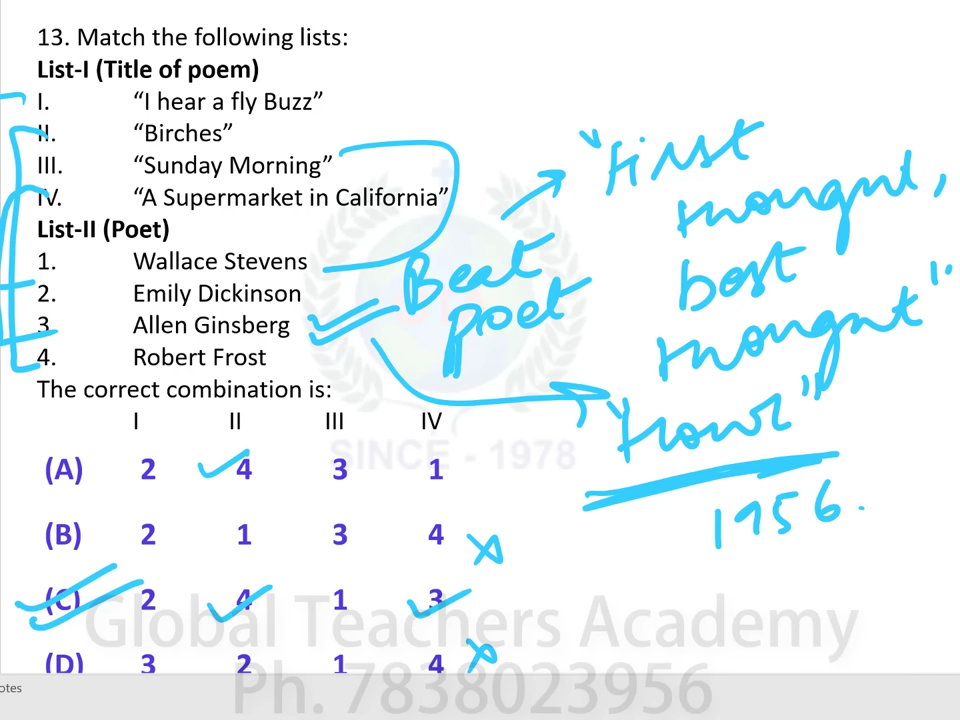 13. Match the following lists:
List-I (Title of poem)
I. “I hear a fly Buzz”
II. “Birches”
III. “Sunday Morning”
IV. “A Supermarket in California”
List-II (Poet)
1. Wallace Stevens
2. Emily Dickinson
3. Allen Ginsberg
4. Robert Frost
The correct combination is:
I II III IV
(A) 2 4 3 1
(B) 2 1 3 4
(C) 2 4 1 3
(D) 3 2 1 4
Beat
Poet
"First
thought,
best
thought"
"Howl"
1956.
SINCE - 1978
Global Teachers Academy
Ph. 7838023956
otes